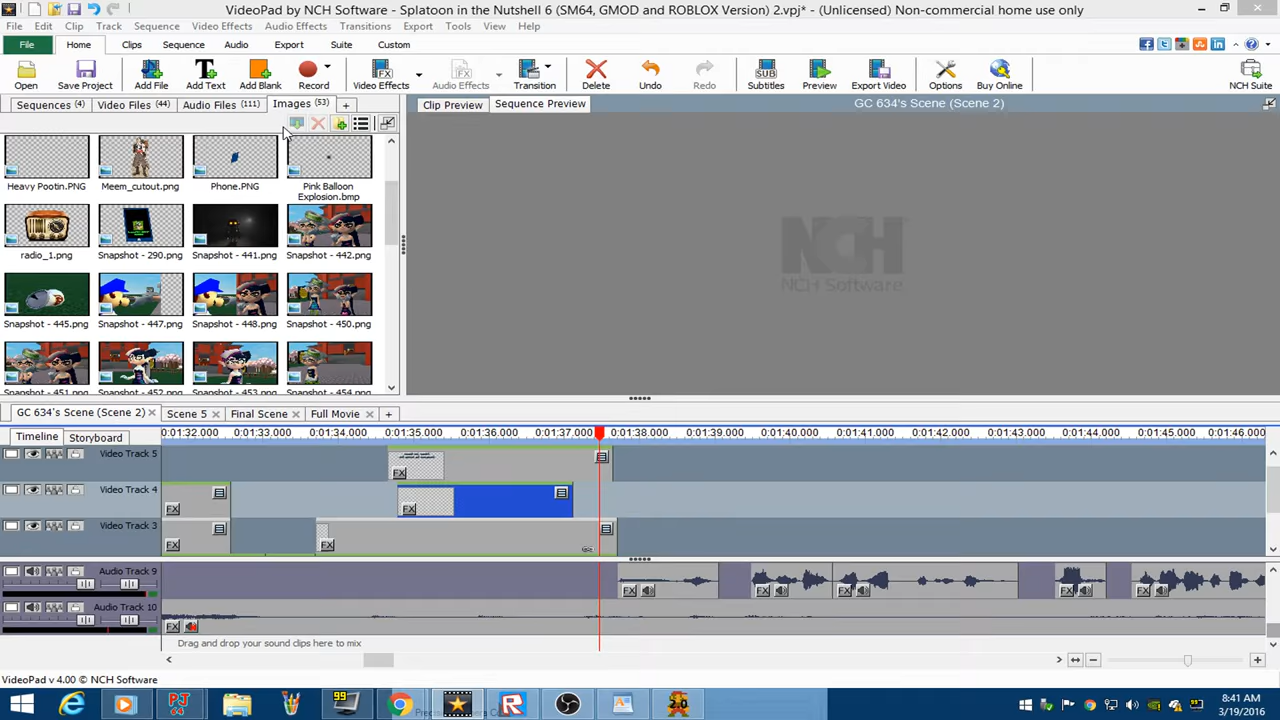 VideoPad by NCH Software - Splatoon in the Nutshell 6 (SM64, GMOD and ROBLOX Version) 2.vpj* - (Unlicensed) Non-commercial home use only
File Edit Clip Track Sequence Video Effects Audio Effects Transitions Export Tools View Help
File Home Clips Sequence Audio Export Suite Custom
Open Save Project Add File Add Text Add Blank Record Video Effects Audio Effects Transition Delete Undo Redo Subtitles Preview Export Video Options Buy Online NCH Suite
Sequences (4) Video Files (44) Audio Files (111) Images (53) +
Clip Preview Sequence Preview GC 634's Scene (Scene 2)
Heavy Pootin.PNG Meem_cutout.png Phone.PNG Pink Balloon Explosion.bmp
radio_1.png Snapshot - 290.png Snapshot - 441.png Snapshot - 442.png
Snapshot - 445.png Snapshot - 447.png Snapshot - 448.png Snapshot - 450.png
Snapshot - 451.png Snapshot - 452.png Snapshot - 453.png Snapshot - 454.png
NCH
NCH Software
GC 634's Scene (Scene 2) Scene 5 Final Scene Full Movie +
Timeline Storyboard
0:01:32.000 0:01:33.000 0:01:34.000 0:01:35.000 0:01:36.000 0:01:37.000 0:01:38.000 0:01:39.000 0:01:40.000 0:01:41.000 0:01:42.000 0:01:43.000 0:01:44.000 0:01:45.000 0:01:46.000
Video Track 5 FX
Video Track 4 FX FX
Video Track 3 FX FX
Audio Track 9 FX FX FX FX FX
Audio Track 10 FX
Drag and drop your sound clips here to mix
VideoPad v 4.00 © NCH Software
8:41 AM
3/19/2016